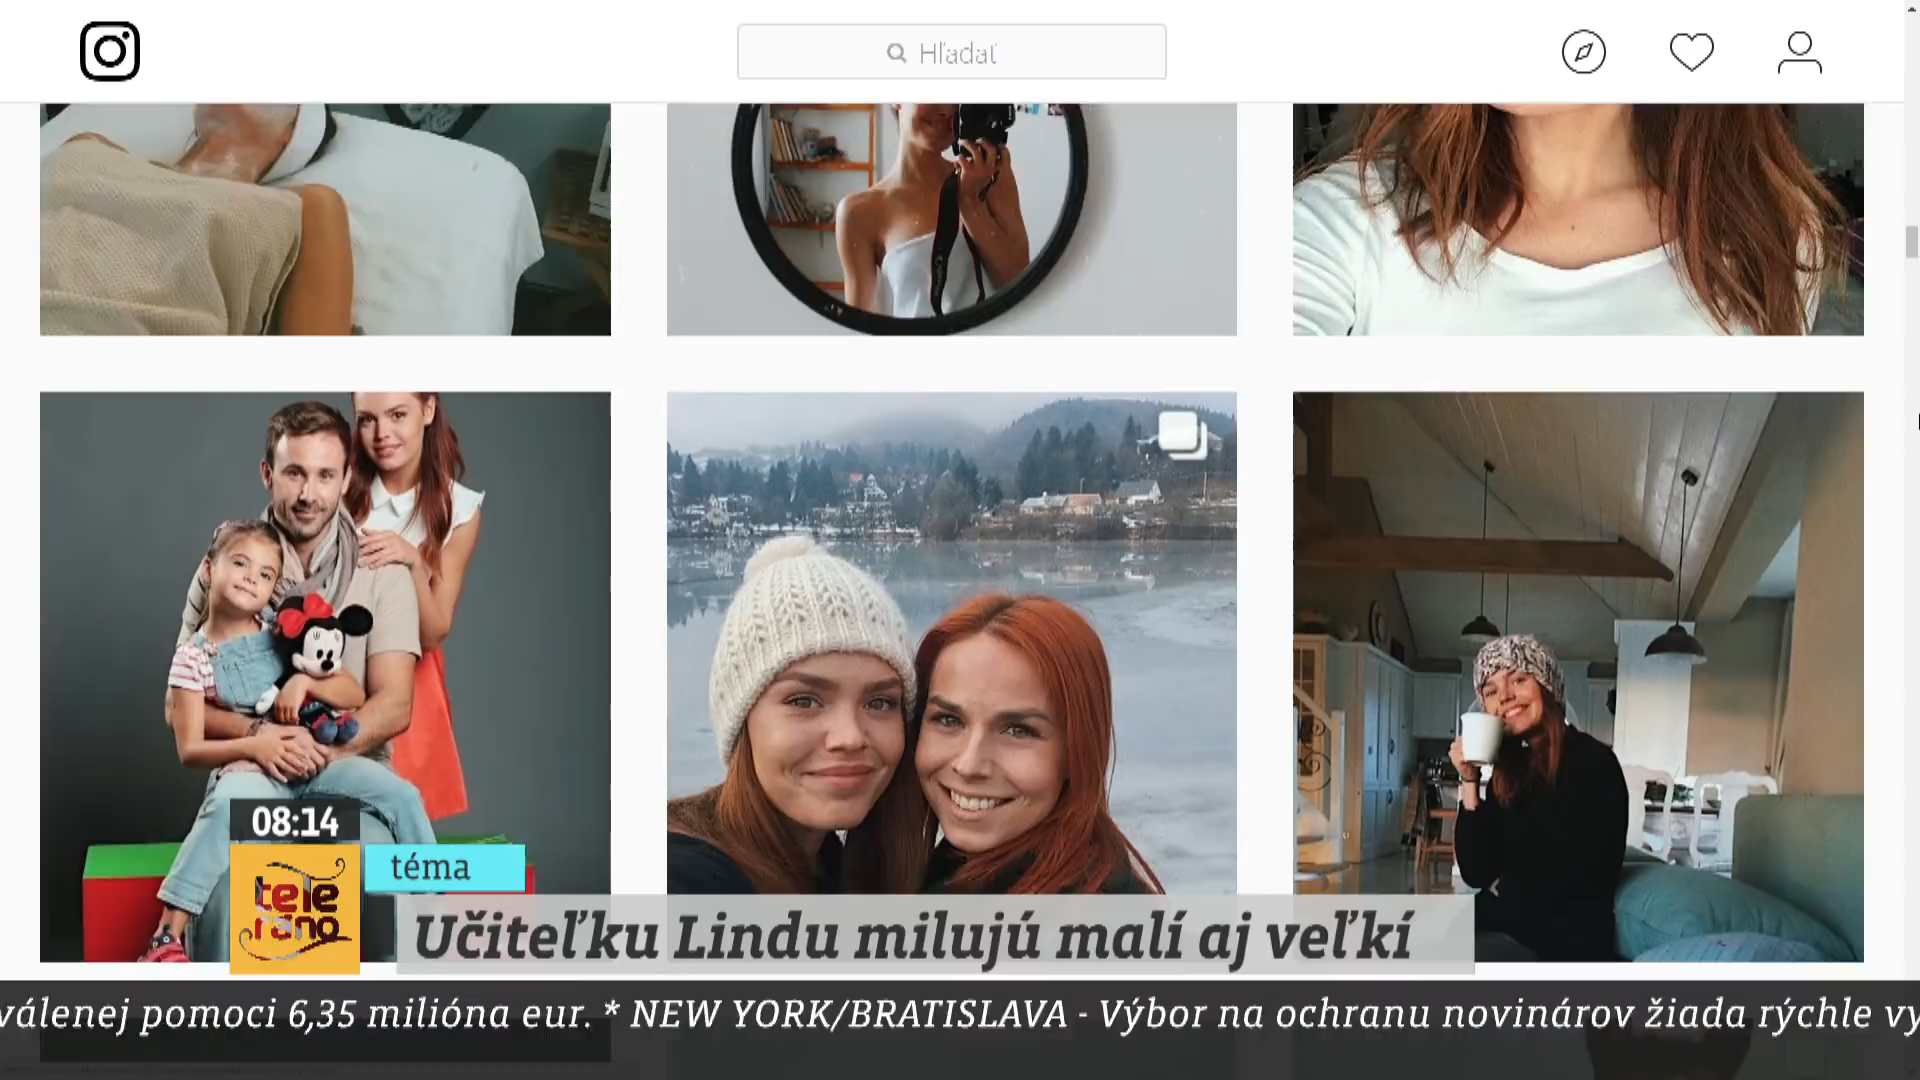 Hľadať
08:14
téma
tele
ráno
Učiteľku Lindu milujú malí aj veľkí
válenej pomoci 6,35 milióna eur. * NEW YORK/BRATISLAVA - Výbor na ochranu novinárov žiada rýchle vy